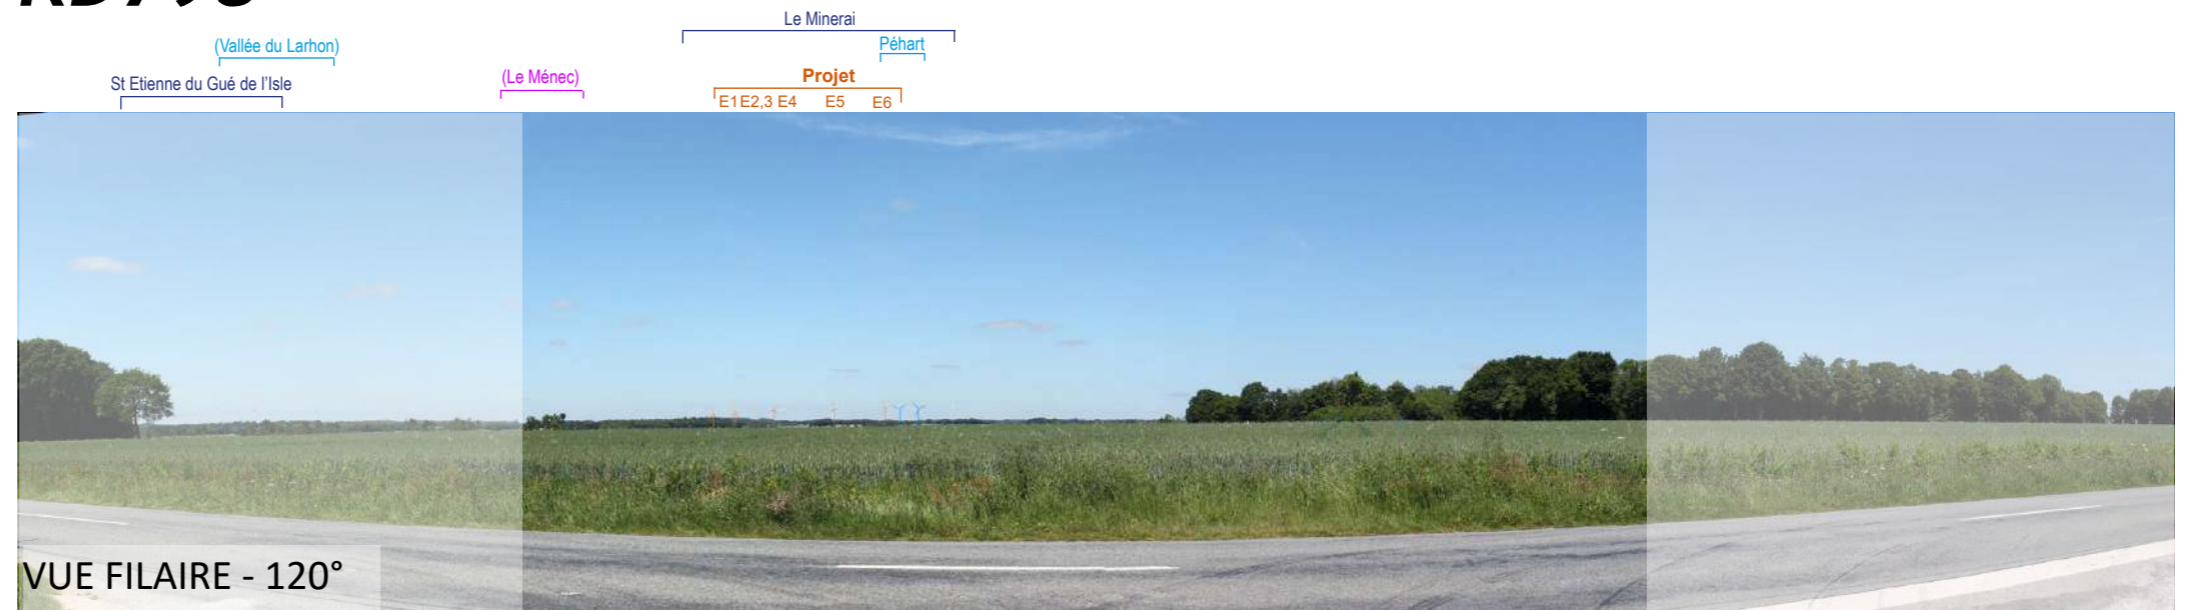 Le Minerai
(Vallée du Larhon)
Péhart
St Etienne du Gué de l'Isle
(Le Ménec)
Projet
E1 E2,3 E4 E5 E6
VUE FILAIRE - 120°